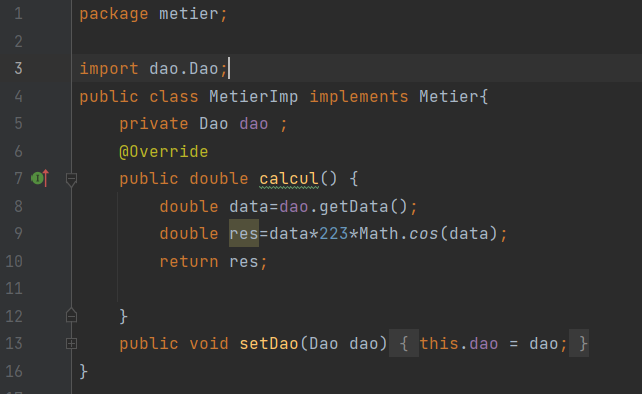 1 package metier;
2
3 import dao.Dao;
4 public class MetierImp implements Metier{
5     private Dao dao ;
6     @Override
7     public double calcul() {
8         double data=dao.getData();
9         double res=data*223*Math.cos(data);
10         return res;
11
12     }
13     public void setDao(Dao dao) { this.dao = dao; }
16 }